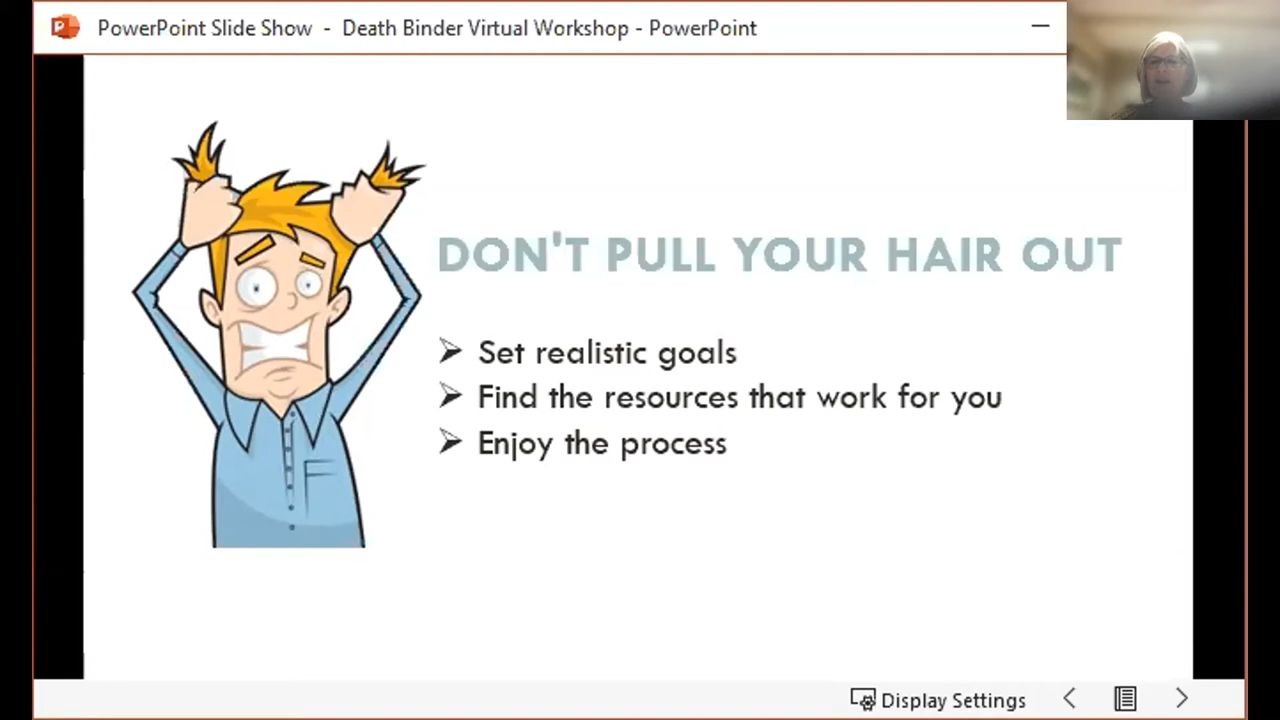 PowerPoint Slide Show - Death Binder Virtual Workshop - PowerPoint
DON'T PULL YOUR HAIR OUT
Set realistic goals
Find the resources that work for you
Enjoy the process
Display Settings